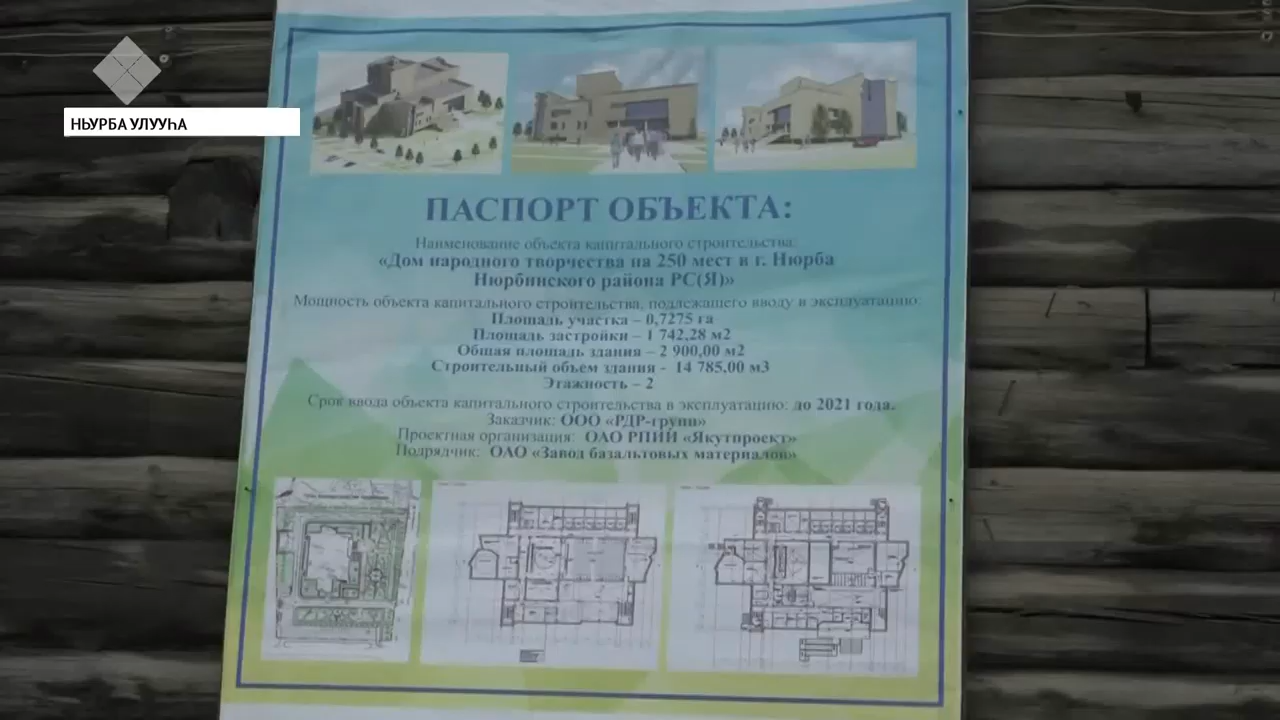 НЬУРБА УЛУУҺА
ПАСПОРТ ОБЪЕКТА:
Наименование объекта капитального строительства:
«Дом народного творчества на 250 мест в г. Нюрба
Нюрбинского района РС(Я)»
Мощность объекта капитального строительства, подлежащего вводу в эксплуатацию:
Площадь участка – 0,7275 га
Площадь застройки – 1 742,28 м2
Общая площадь здания – 2 900,00 м2
Строительный объем здания - 14 785,00 м3
Этажность – 2
Срок ввода объекта капитального строительства в эксплуатацию: до 2021 года.
Заказчик: ООО «РДР-групп»
Проектная организация: ОАО РПИИ «Якутпроект»
Подрядчик: ОАО «Завод базальтовых материалов»